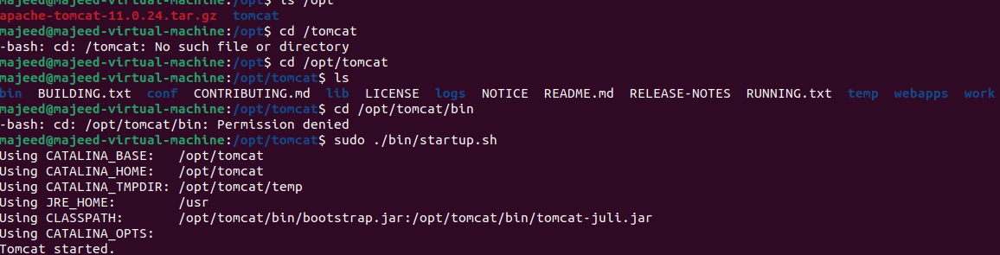 majeed@majeed-virtual-machine:/opt$ ls /opt
apache-tomcat-11.0.24.tar.gz  tomcat
majeed@majeed-virtual-machine:/opt$ cd /tomcat
-bash: cd: /tomcat: No such file or directory
majeed@majeed-virtual-machine:/opt$ cd /opt/tomcat
majeed@majeed-virtual-machine:/opt/tomcat$ ls
bin  BUILDING.txt  conf  CONTRIBUTING.md  lib  LICENSE  logs  NOTICE  README.md  RELEASE-NOTES  RUNNING.txt  temp  webapps  work
majeed@majeed-virtual-machine:/opt/tomcat$ cd /opt/tomcat/bin
-bash: cd: /opt/tomcat/bin: Permission denied
majeed@majeed-virtual-machine:/opt/tomcat$ sudo ./bin/startup.sh
Using CATALINA_BASE:   /opt/tomcat
Using CATALINA_HOME:   /opt/tomcat
Using CATALINA_TMPDIR: /opt/tomcat/temp
Using JRE_HOME:        /usr
Using CLASSPATH:       /opt/tomcat/bin/bootstrap.jar:/opt/tomcat/bin/tomcat-juli.jar
Using CATALINA_OPTS:
Tomcat started.